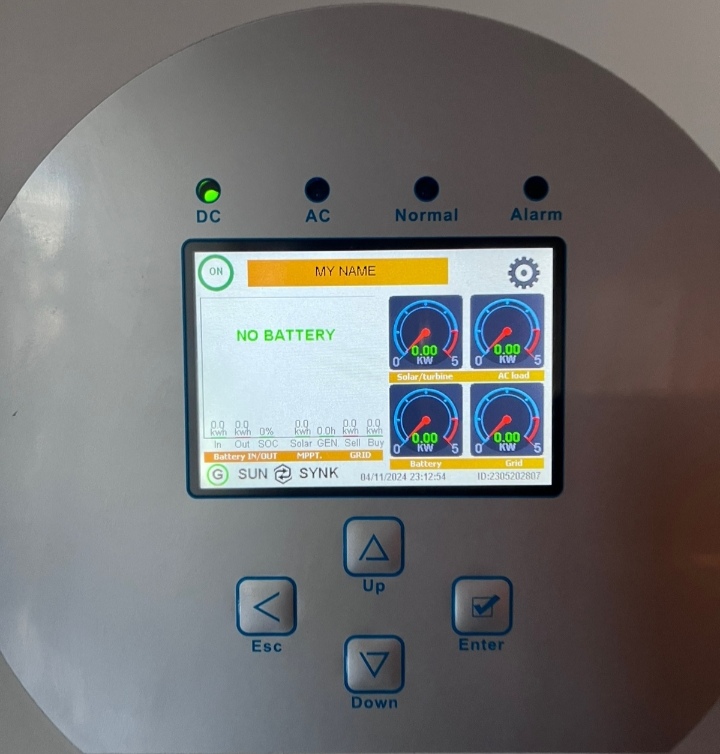 DC AC Normal Alarm
ON MY NAME
NO BATTERY
0.00 0.00
0 KW 5 0 KW 5
Solar/turbine AC load
0.0 0.0 0% 0.0 0.0h 0.0 0.0
kwh kwh kwh kwh kwh
In Out SOC Solar GEN. Sell Buy
Battery IN/OUT MPPT. GRID
0.00 0.00
0 KW 5 0 KW 5
Battery Grid
G SUN SYNK 04/11/2024 23:12:54 ID:2305202807
Up
Esc Enter
Down